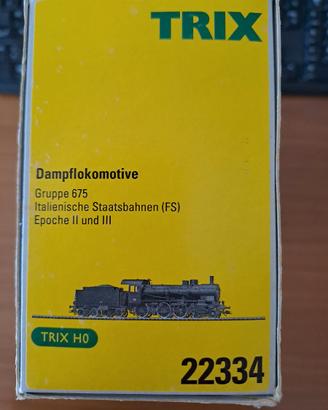 TRIX
Dampflokomotive
Gruppe 675
Italienische Staatsbahnen (FS)
Epoche II und III
TRIX H0
22334